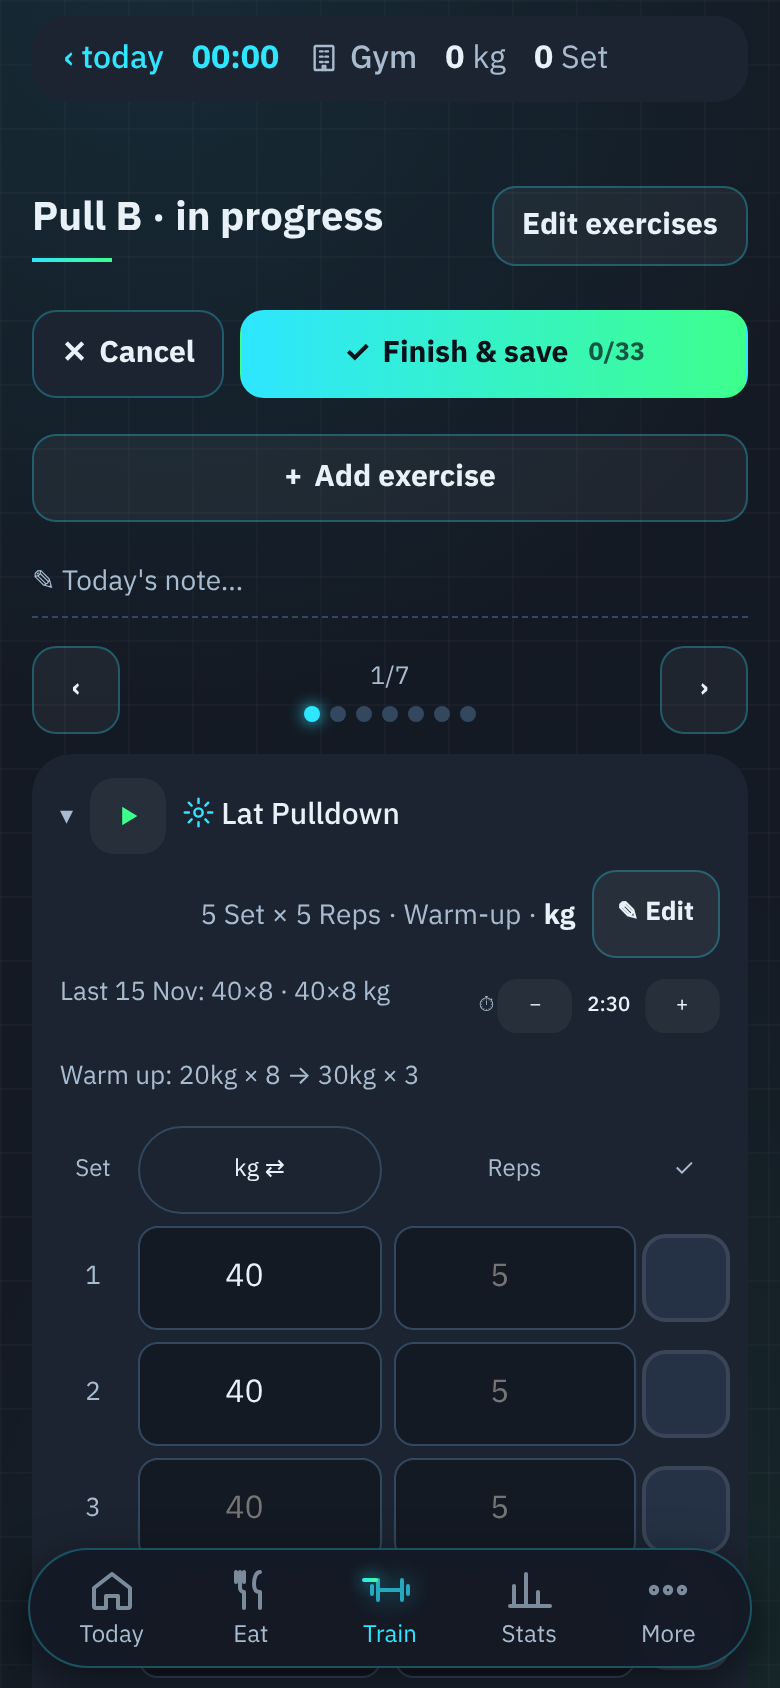 ‹ today 00:00 Gym 0 kg 0 Set
Pull B · in progress
Edit exercises
✕ Cancel
✓ Finish & save 0/33
+ Add exercise
✎ Today's note...
‹
1/7
›
▼ ▶ Lat Pulldown
5 Set × 5 Reps · Warm-up · kg
✎ Edit
Last 15 Nov: 40×8 · 40×8 kg
⏱ − 2:30 +
Warm up: 20kg × 8 → 30kg × 3
Set kg ⇄ Reps ✓
1 40 5
2 40 5
3 40 5
Today Eat Train Stats More